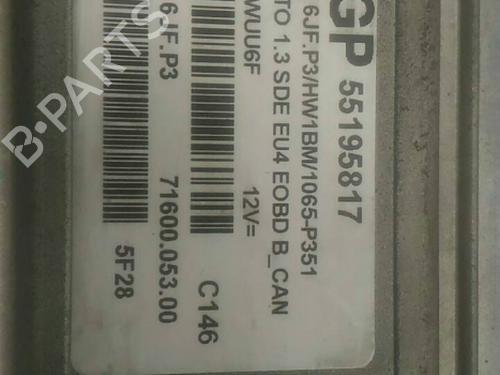 GP 55195817
6JF.P3/HW1BM/1065-P351
TO 1.3 SDE EU4 EOBD B_CAN
WUU6F
12V=
6JF.P3
71600.053.00
C146
5F28
B-PARTS